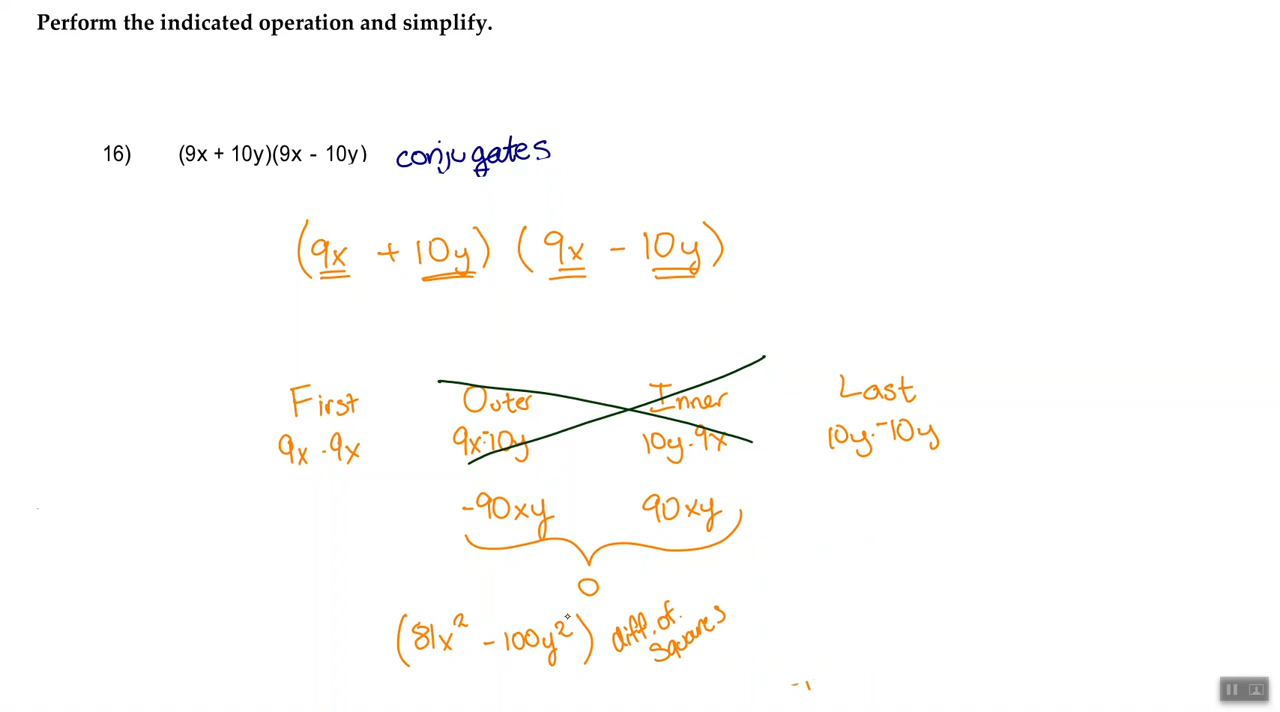 Perform the indicated operation and simplify.
16) (9x + 10y)(9x - 10y) conjugates
(9x + 10y) (9x - 10y)
First Outer Inner Last
9x · 9x 9x·⁻10y 10y · 9x 10y·⁻10y
-90xy 90xy
0
(81x² - 100y²) diff. of squares